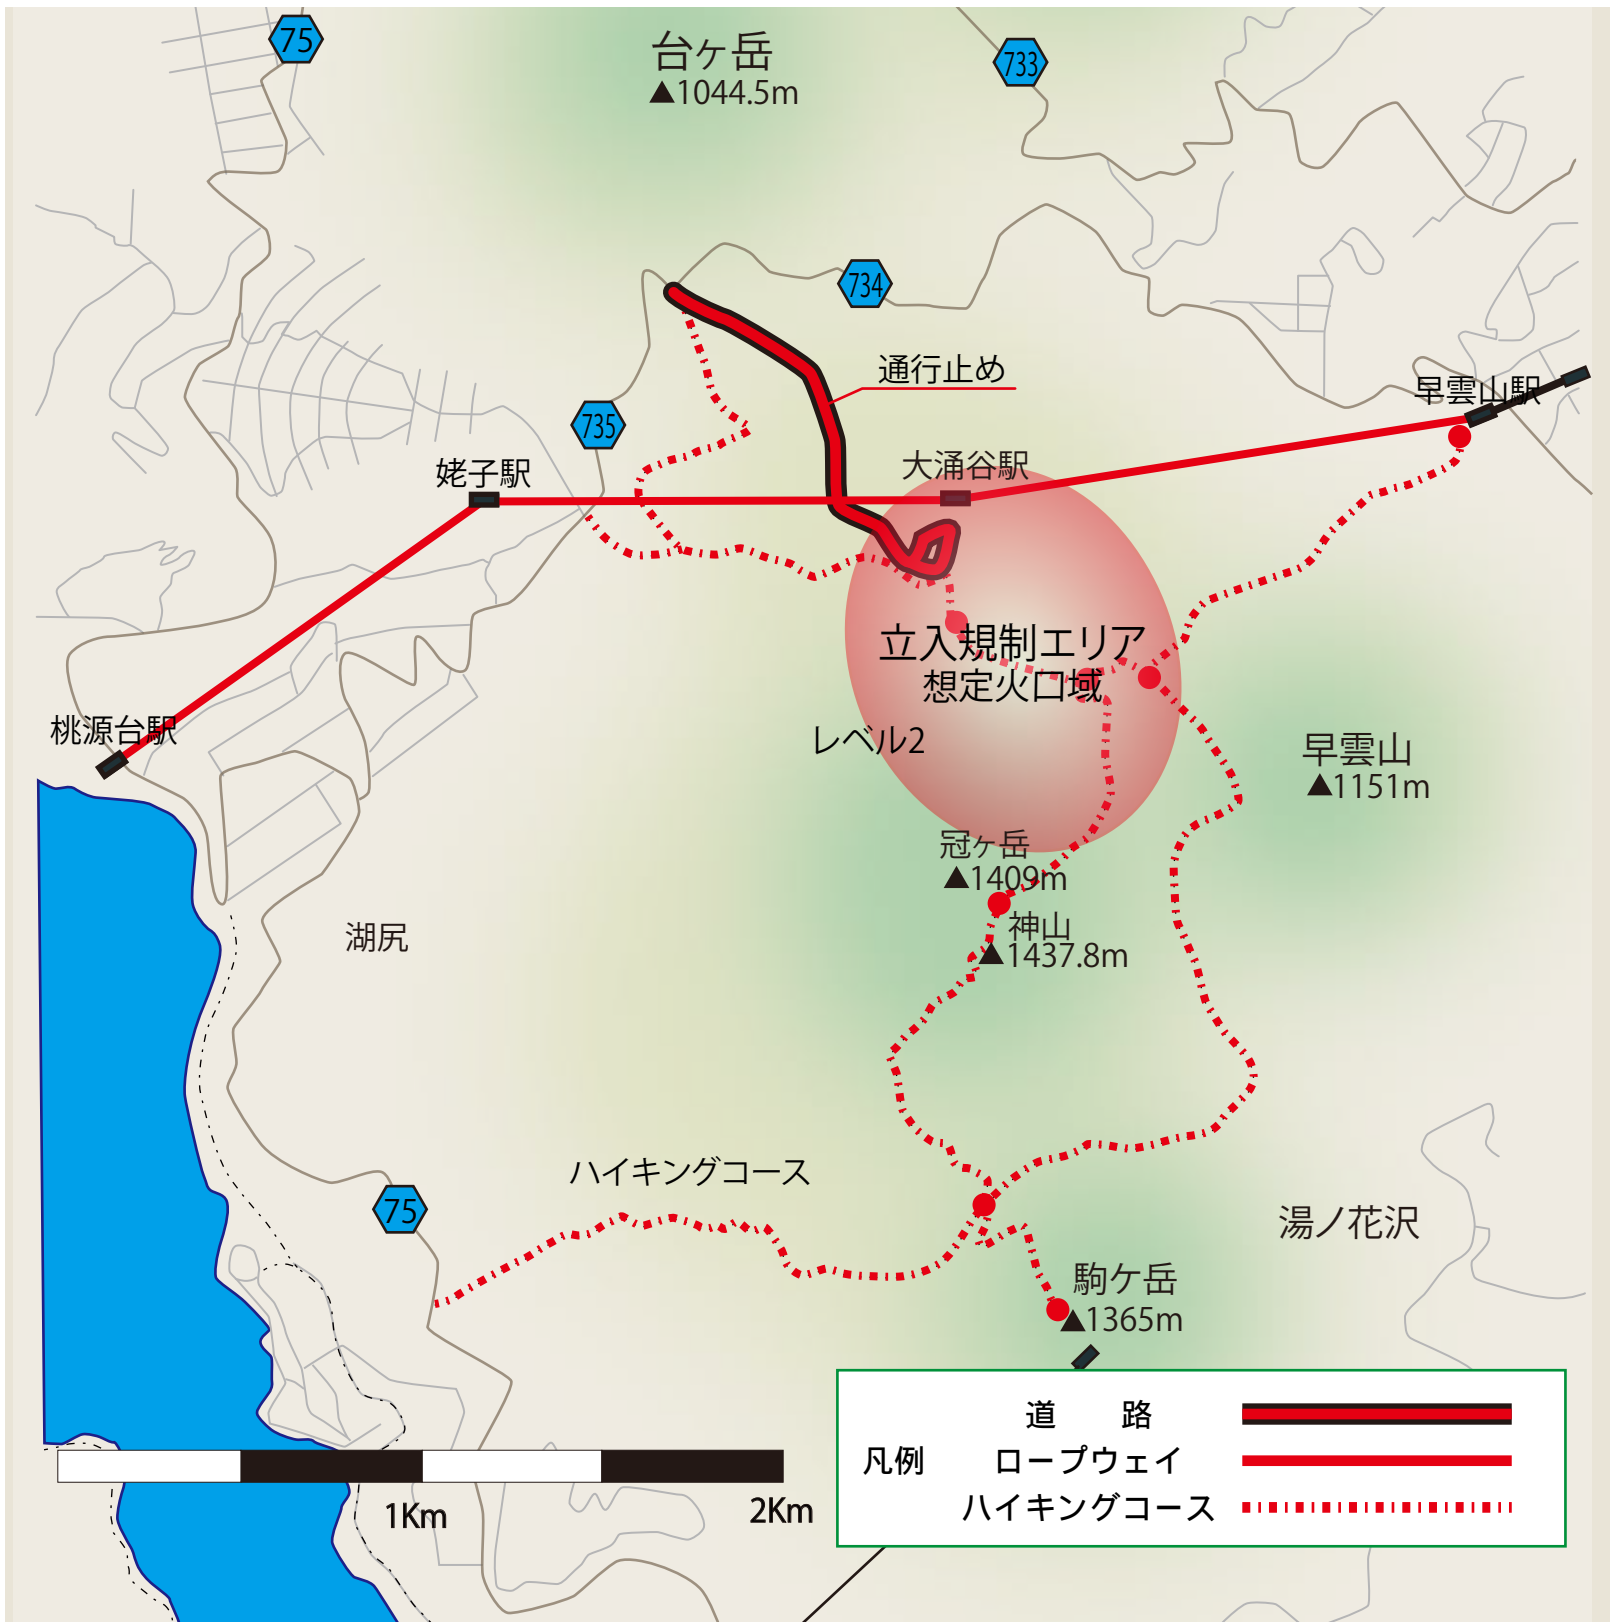 75
台ヶ岳
▲1044.5m
733
734
通行止め
早雲山駅
735
大涌谷駅
姥子駅
立入規制エリア
想定火口域
桃源台駅
レベル2
早雲山
▲1151m
冠ヶ岳
▲1409m
神山
▲1437.8m
湖尻
ハイキングコース
75
湯ノ花沢
駒ケ岳
▲1365m
凡例
道　路
ロープウェイ
ハイキングコース
1Km
2Km